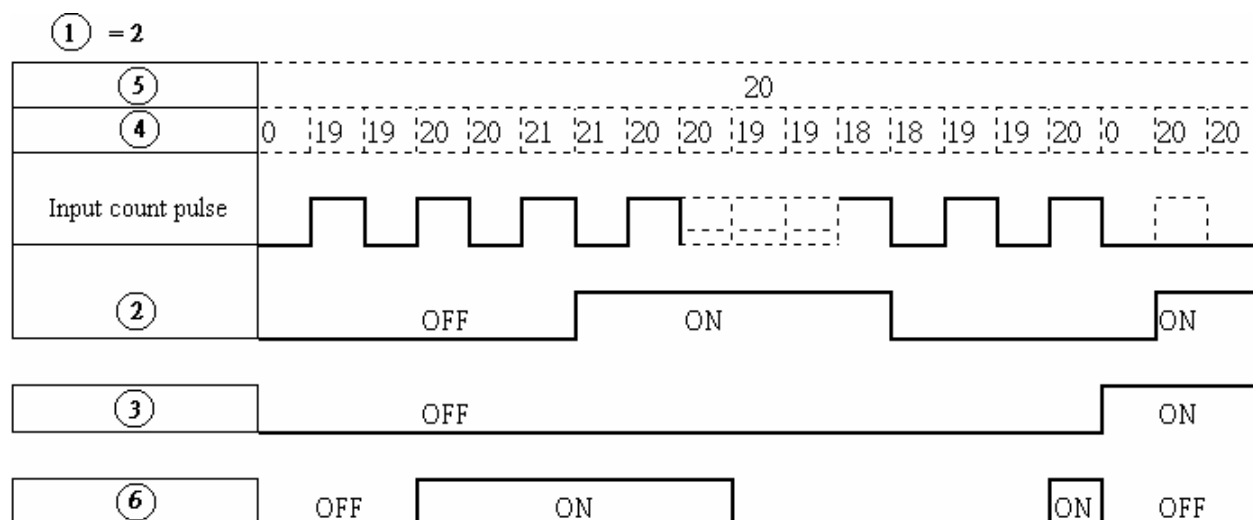 ① = 2
⑤ 20
④ 0 19 19 20 20 21 21 20 20 19 19 18 18 19 19 20 0 20 20
Input count pulse
② OFF ON ON
③ OFF ON
⑥ OFF ON ON OFF